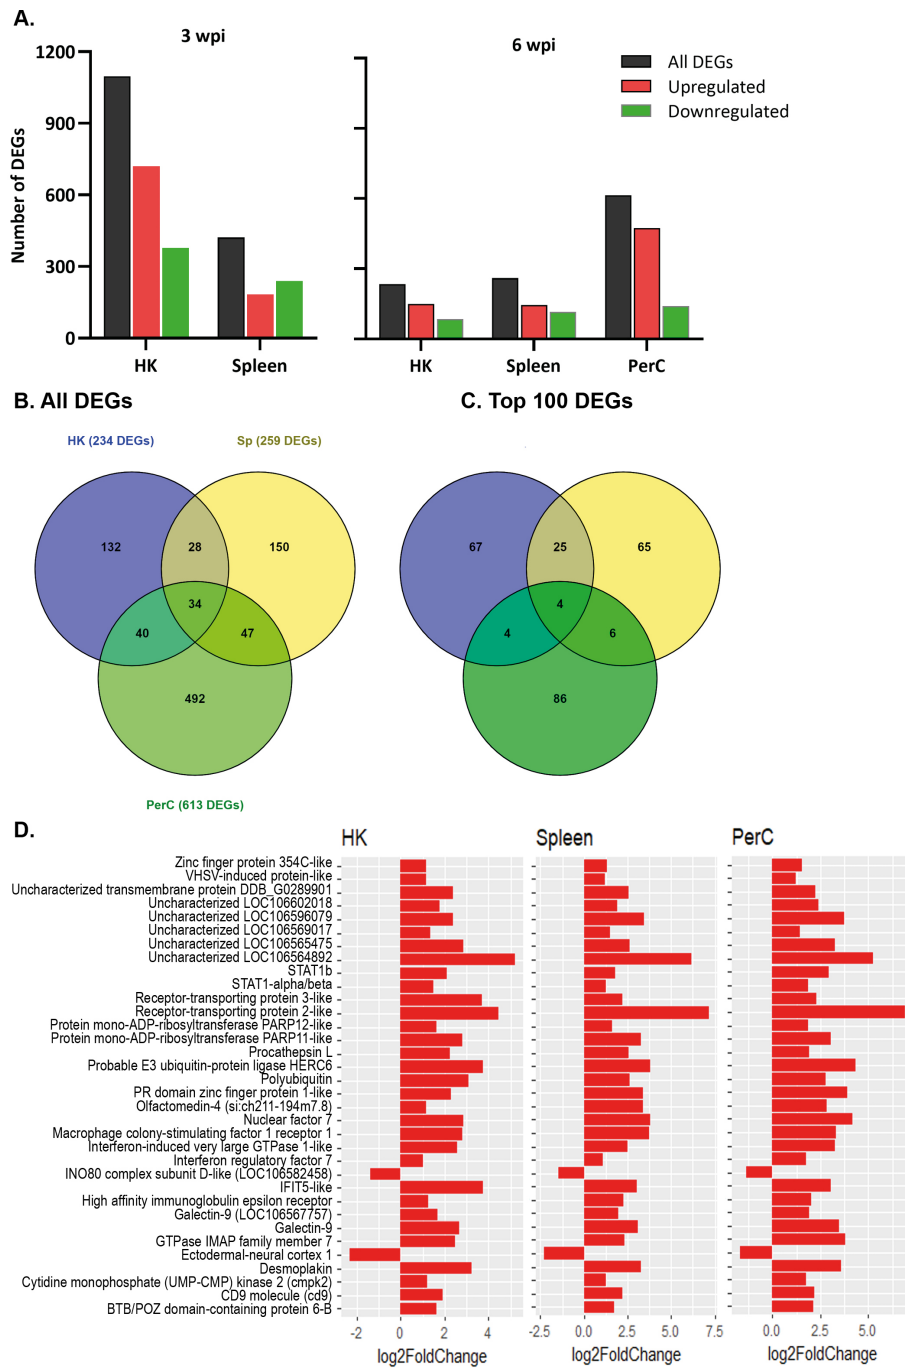 A.
3 wpi
6 wpi
All DEGs
Upregulated
Downregulated
Number of DEGs
1200
900
600
300
0
HK
Spleen
HK
Spleen
PerC
B. All DEGs
C. Top 100 DEGs
HK (234 DEGs)
Sp (259 DEGs)
132
28
150
34
40
47
492
PerC (613 DEGs)
67
25
65
4
4
6
86
D.
HK
Spleen
PerC
Zinc finger protein 354C-like
VHSV-induced protein-like
Uncharacterized transmembrane protein DDB_G0289901
Uncharacterized LOC106602018
Uncharacterized LOC106596079
Uncharacterized LOC106569017
Uncharacterized LOC106565475
Uncharacterized LOC106564892
STAT1b
STAT1-alpha/beta
Receptor-transporting protein 3-like
Receptor-transporting protein 2-like
Protein mono-ADP-ribosyltransferase PARP12-like
Protein mono-ADP-ribosyltransferase PARP11-like
Procathepsin L
Probable E3 ubiquitin-protein ligase HERC6
Polyubiquitin
PR domain zinc finger protein 1-like
Olfactomedin-4 (si:ch211-194m7.8)
Nuclear factor 7
Macrophage colony-stimulating factor 1 receptor 1
Interferon-induced very large GTPase 1-like
Interferon regulatory factor 7
INO80 complex subunit D-like (LOC106582458)
IFIT5-like
High affinity immunoglobulin epsilon receptor
Galectin-9 (LOC106567757)
Galectin-9
GTPase IMAP family member 7
Ectodermal-neural cortex 1
Desmoplakin
Cytidine monophosphate (UMP-CMP) kinase 2 (cmpk2)
CD9 molecule (cd9)
BTB/POZ domain-containing protein 6-B
-2 0 2 4
log2FoldChange
-2.5 0.0 2.5 5.0 7.5
log2FoldChange
0.0 2.5 5.0
log2FoldChange